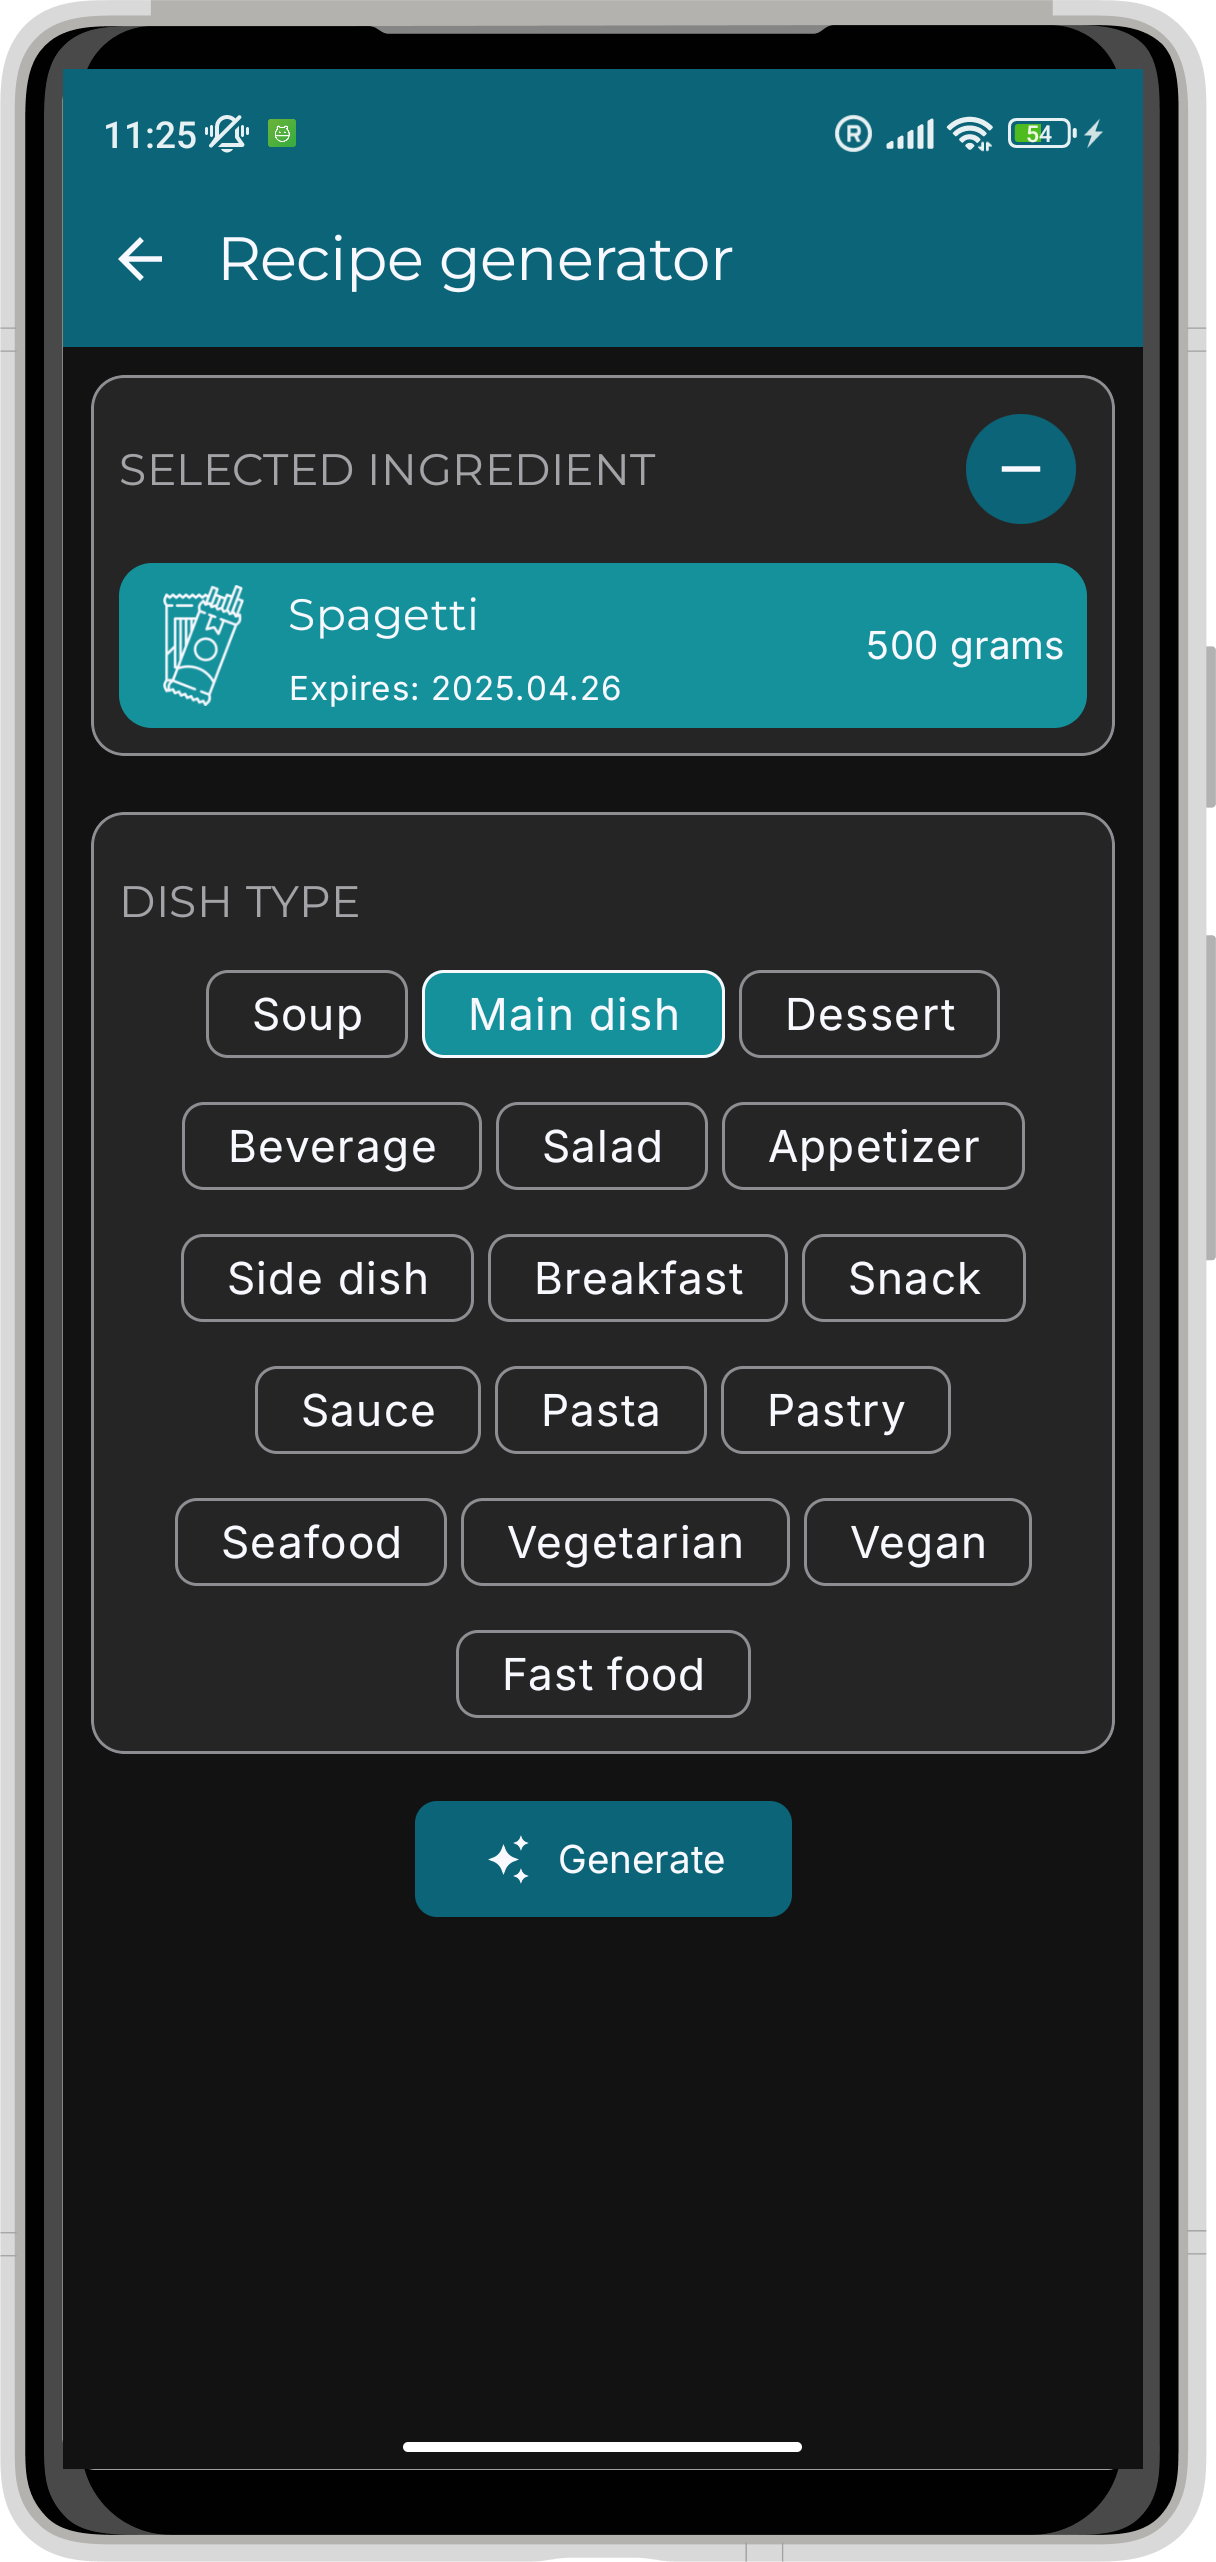 11:25 R 54
Recipe generator
SELECTED INGREDIENT
Spagetti
500 grams
Expires: 2025.04.26
DISH TYPE
Soup Main dish Dessert
Beverage Salad Appetizer
Side dish Breakfast Snack
Sauce Pasta Pastry
Seafood Vegetarian Vegan
Fast food
Generate